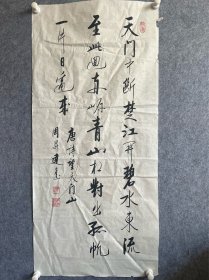 天门中断楚江开碧水东流
至此回两岸青山相对出孤帆
一片日边来
唐诗望天门山